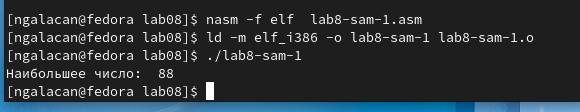 [ngalacan@fedora lab08]$ nasm -f elf  lab8-sam-1.asm
[ngalacan@fedora lab08]$ ld -m elf_i386 -o lab8-sam-1 lab8-sam-1.o
[ngalacan@fedora lab08]$ ./lab8-sam-1
Наибольшее число:  88
[ngalacan@fedora lab08]$